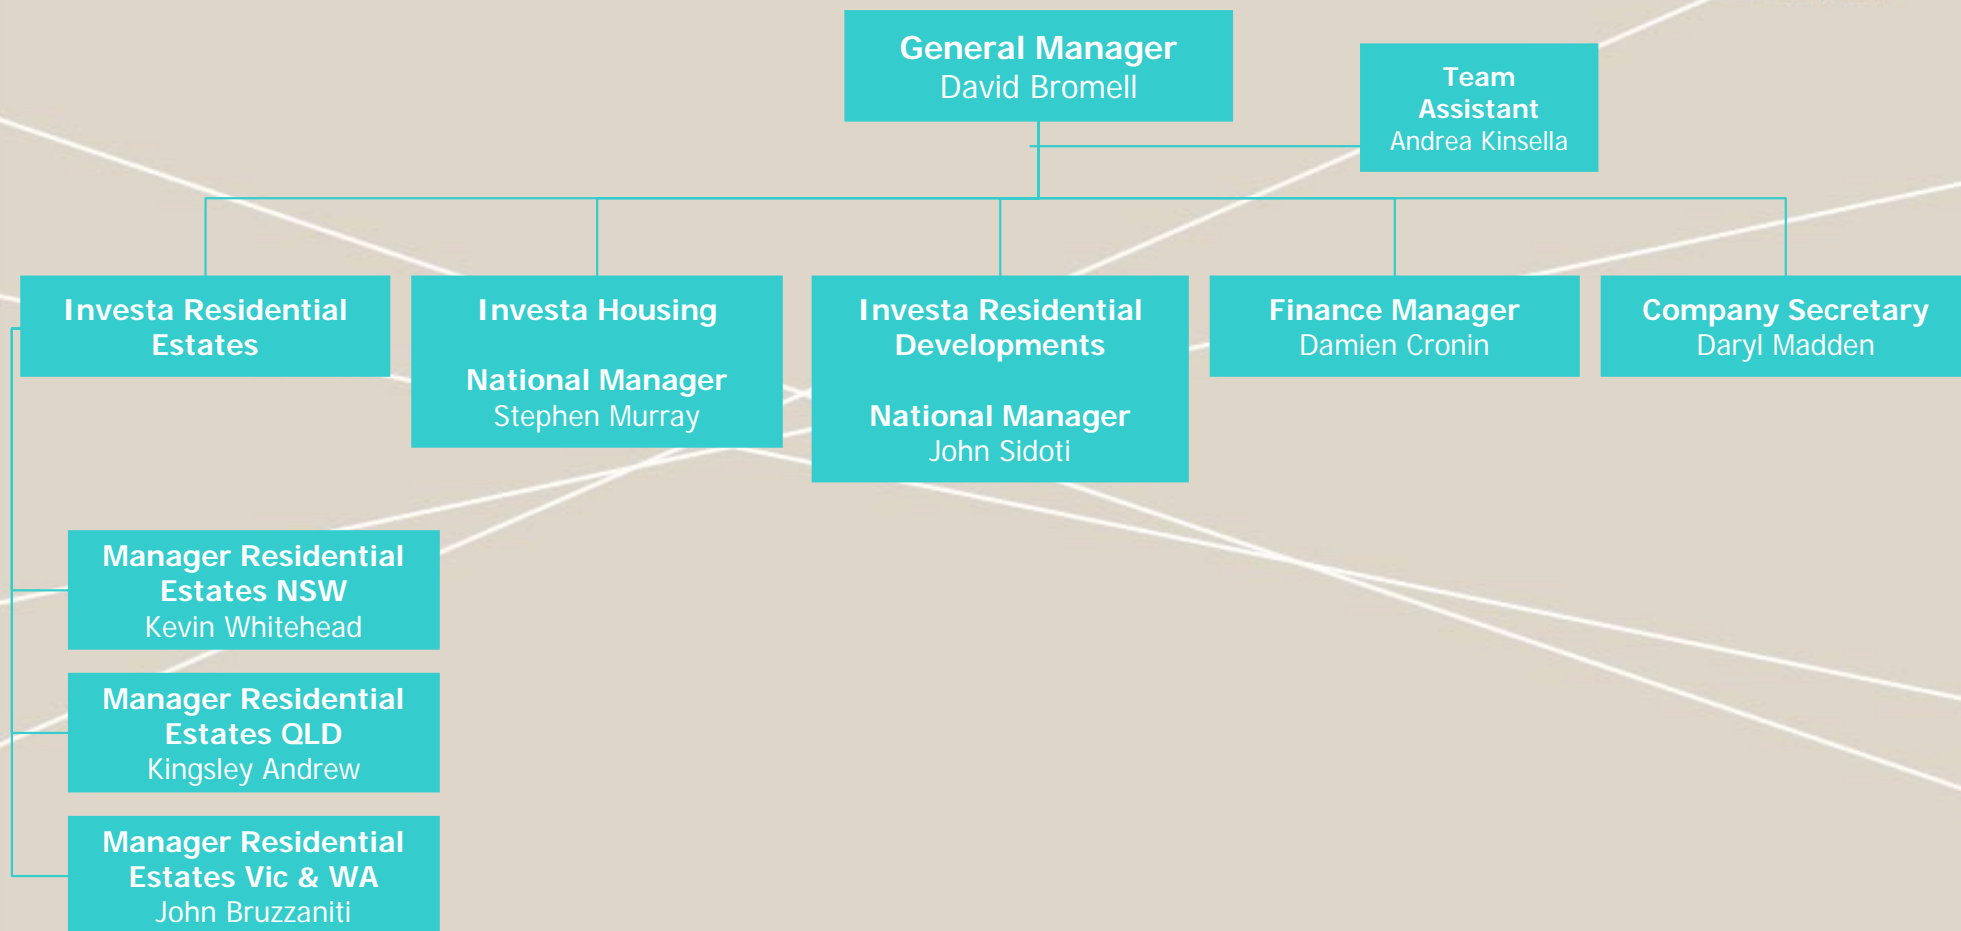 General Manager
David Bromell
Team
Assistant
Andrea Kinsella
Investa Residential
Estates
Investa Housing
National Manager
Stephen Murray
Investa Residential
Developments
National Manager
John Sidoti
Finance Manager
Damien Cronin
Company Secretary
Daryl Madden
Manager Residential
Estates NSW
Kevin Whitehead
Manager Residential
Estates QLD
Kingsley Andrew
Manager Residential
Estates Vic & WA
John Bruzzaniti